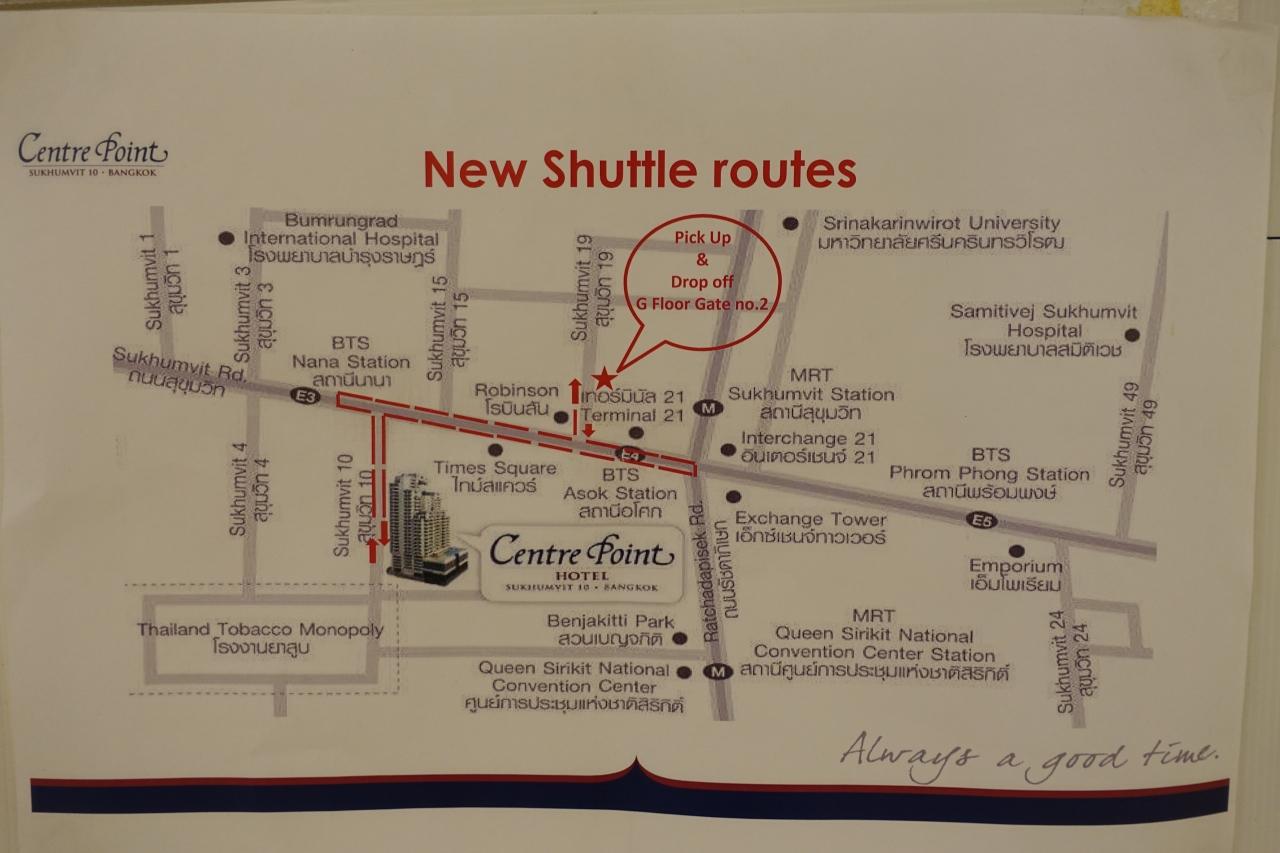 Centre Point
SUKHUMVIT 10 • BANGKOK
New Shuttle routes
Sukhumvit 1
สุขุมวิท 1
Bumrungrad
International Hospital
โรงพยาบาลบำรุงราษฎร์
Sukhumvit 3
สุขุมวิท 3
Sukhumvit 15
สุขุมวิท 15
Sukhumvit 19
สุขุมวิท 19
Pick Up
&
Drop off
G Floor Gate no.2
Srinakarinwirot University
มหาวิทยาลัยศรีนครินทรวิโรฒ
Samitivej Sukhumvit
Hospital
โรงพยาบาลสมิติเวช
Sukhumvit Rd.
ถนนสุขุมวิท
BTS
Nana Station
สถานีนานา
E3
Robinson
โรบินสัน
เทอร์มินัล 21
Terminal 21
M
MRT
Sukhumvit Station
สถานีสุขุมวิท
Interchange 21
อินเตอร์เชนจ์ 21
Sukhumvit 49
สุขุมวิท 49
Sukhumvit 4
สุขุมวิท 4
Sukhumvit 10
สุขุมวิท 10
Times Square
ไทม์สแควร์
E4
BTS
Asok Station
สถานีอโศก
BTS
Phrom Phong Station
สถานีพร้อมพงษ์
E5
Exchange Tower
เอ็กซ์เชนจ์ทาวเวอร์
Emporium
เอ็มโพเรียม
Centre Point
HOTEL
SUKHUMVIT 10 • BANGKOK
Ratchadapisek Rd.
ถนนรัชดาภิเษก
Thailand Tobacco Monopoly
โรงงานยาสูบ
Benjakitti Park
สวนเบญจกิติ
Queen Sirikit National
Convention Center
ศูนย์การประชุมแห่งชาติสิริกิติ์
M
MRT
Queen Sirikit National
Convention Center Station
สถานีศูนย์การประชุมแห่งชาติสิริกิติ์
Sukhumvit 24
สุขุมวิท 24
Always a good time.